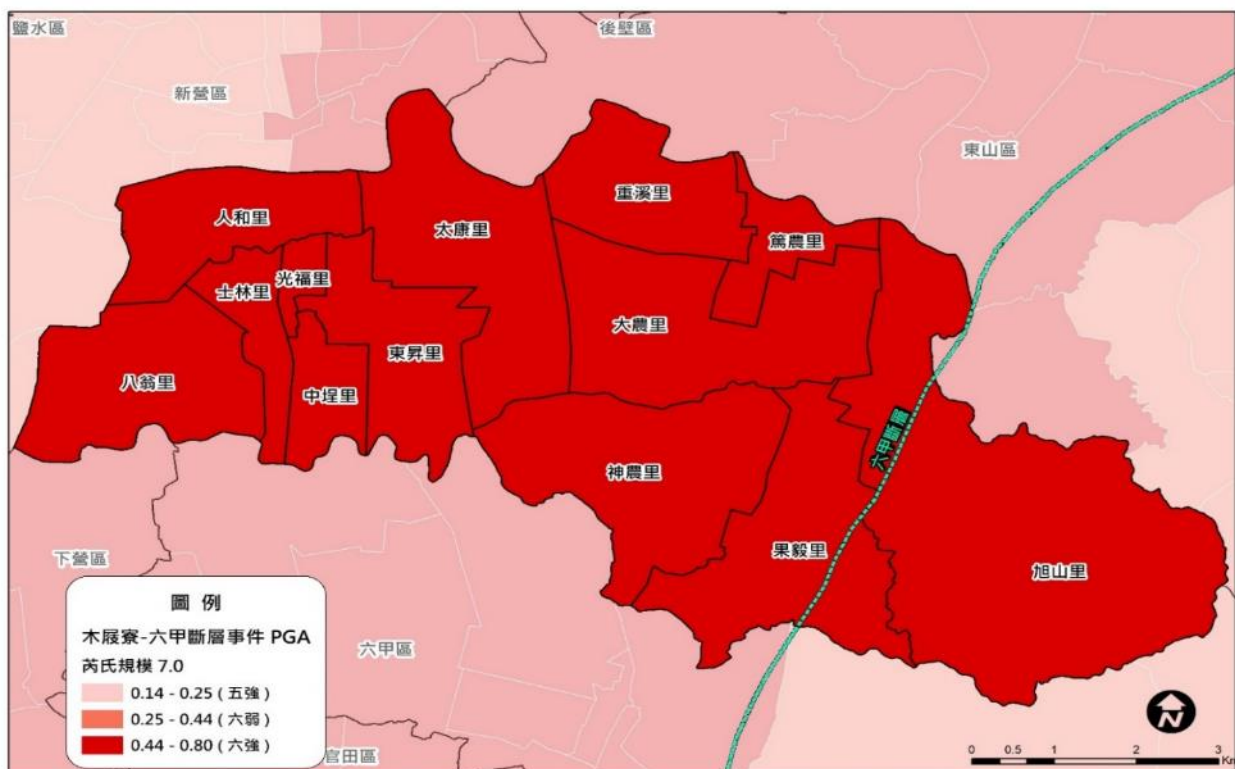 鹽水區
後壁區
新營區
東山區
重溪里
人和里
太康里
篤農里
光福里
士林里
大農里
東昇里
八翁里
中埕里
六甲斷層
神農里
果毅里
旭山里
下營區
六甲區
官田區
圖 例
木屐寮-六甲斷層事件 PGA
芮氏規模 7.0
0.14 - 0.25 ( 五強 )
0.25 - 0.44 ( 六弱 )
0.44 - 0.80 ( 六強 )
N
0 0.5 1 2 3
Km